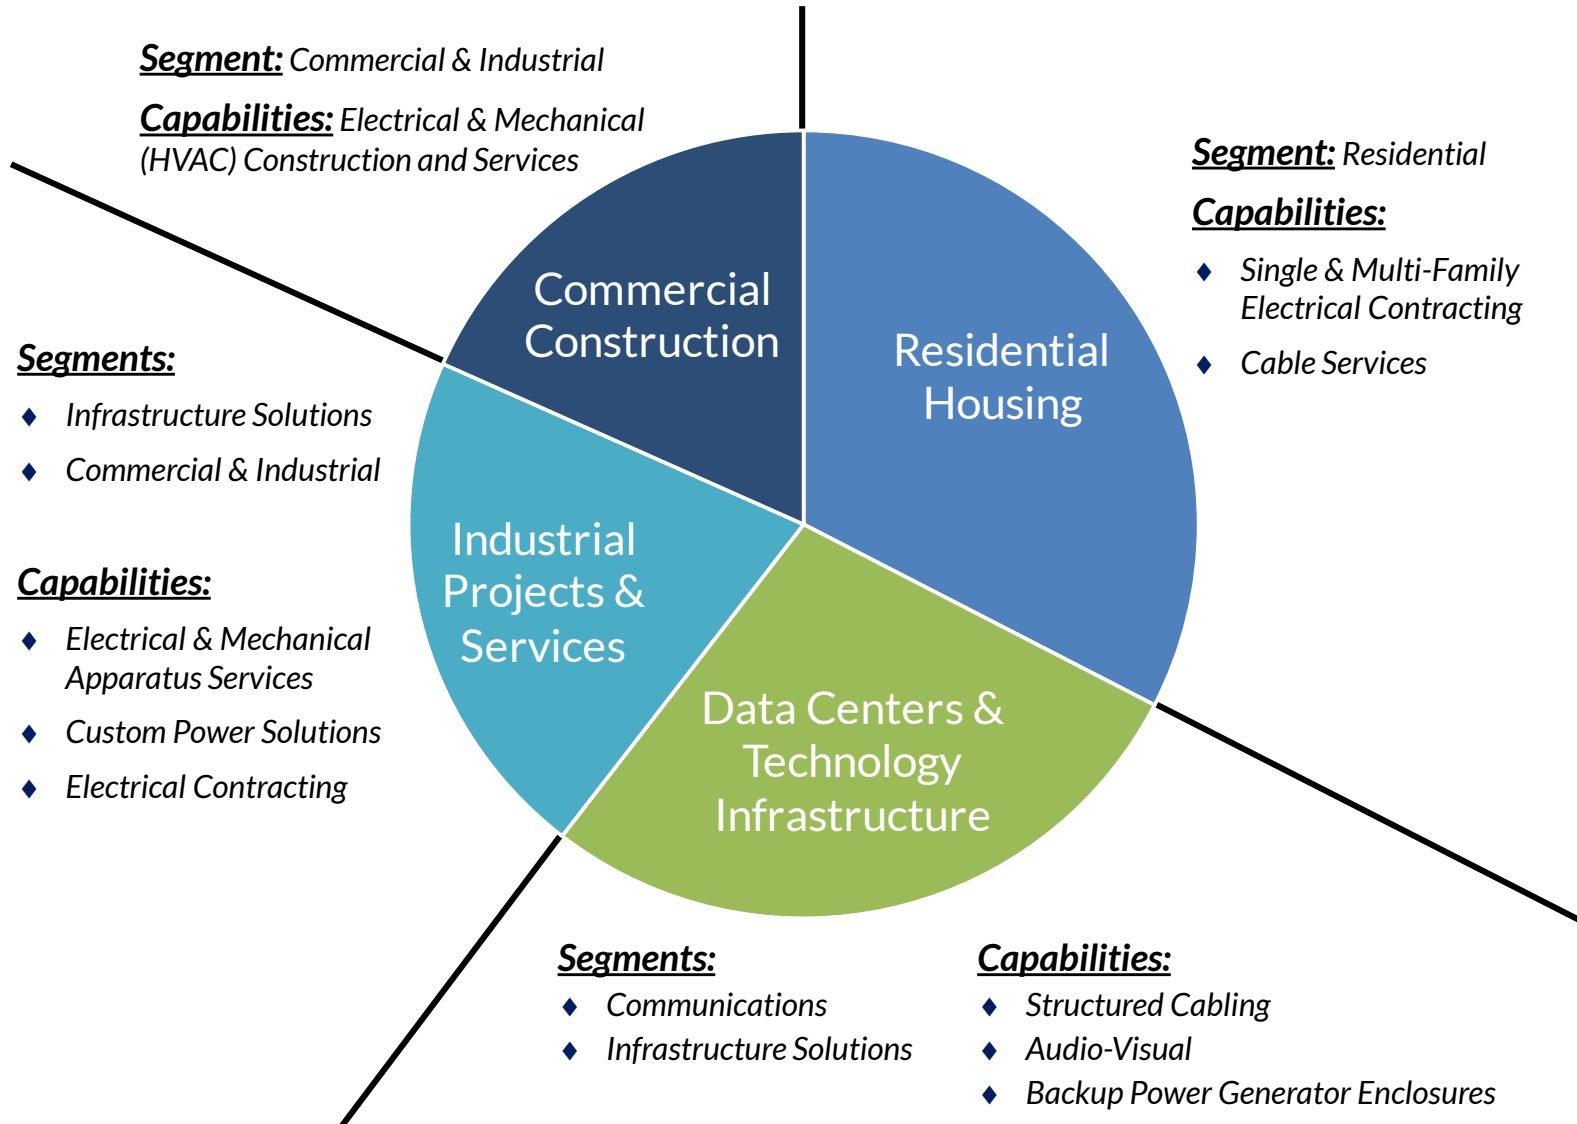 Segment: Commercial & Industrial
Capabilities: Electrical & Mechanical
(HVAC) Construction and Services
Segment: Residential
Capabilities:
♦ Single & Multi-Family
Electrical Contracting
♦ Cable Services
Commercial
Construction
Residential
Housing
Segments:
♦ Infrastructure Solutions
♦ Commercial & Industrial
Capabilities:
♦ Electrical & Mechanical
Apparatus Services
♦ Custom Power Solutions
♦ Electrical Contracting
Industrial
Projects &
Services
Data Centers &
Technology
Infrastructure
Segments:
♦ Communications
♦ Infrastructure Solutions
Capabilities:
♦ Structured Cabling
♦ Audio-Visual
♦ Backup Power Generator Enclosures